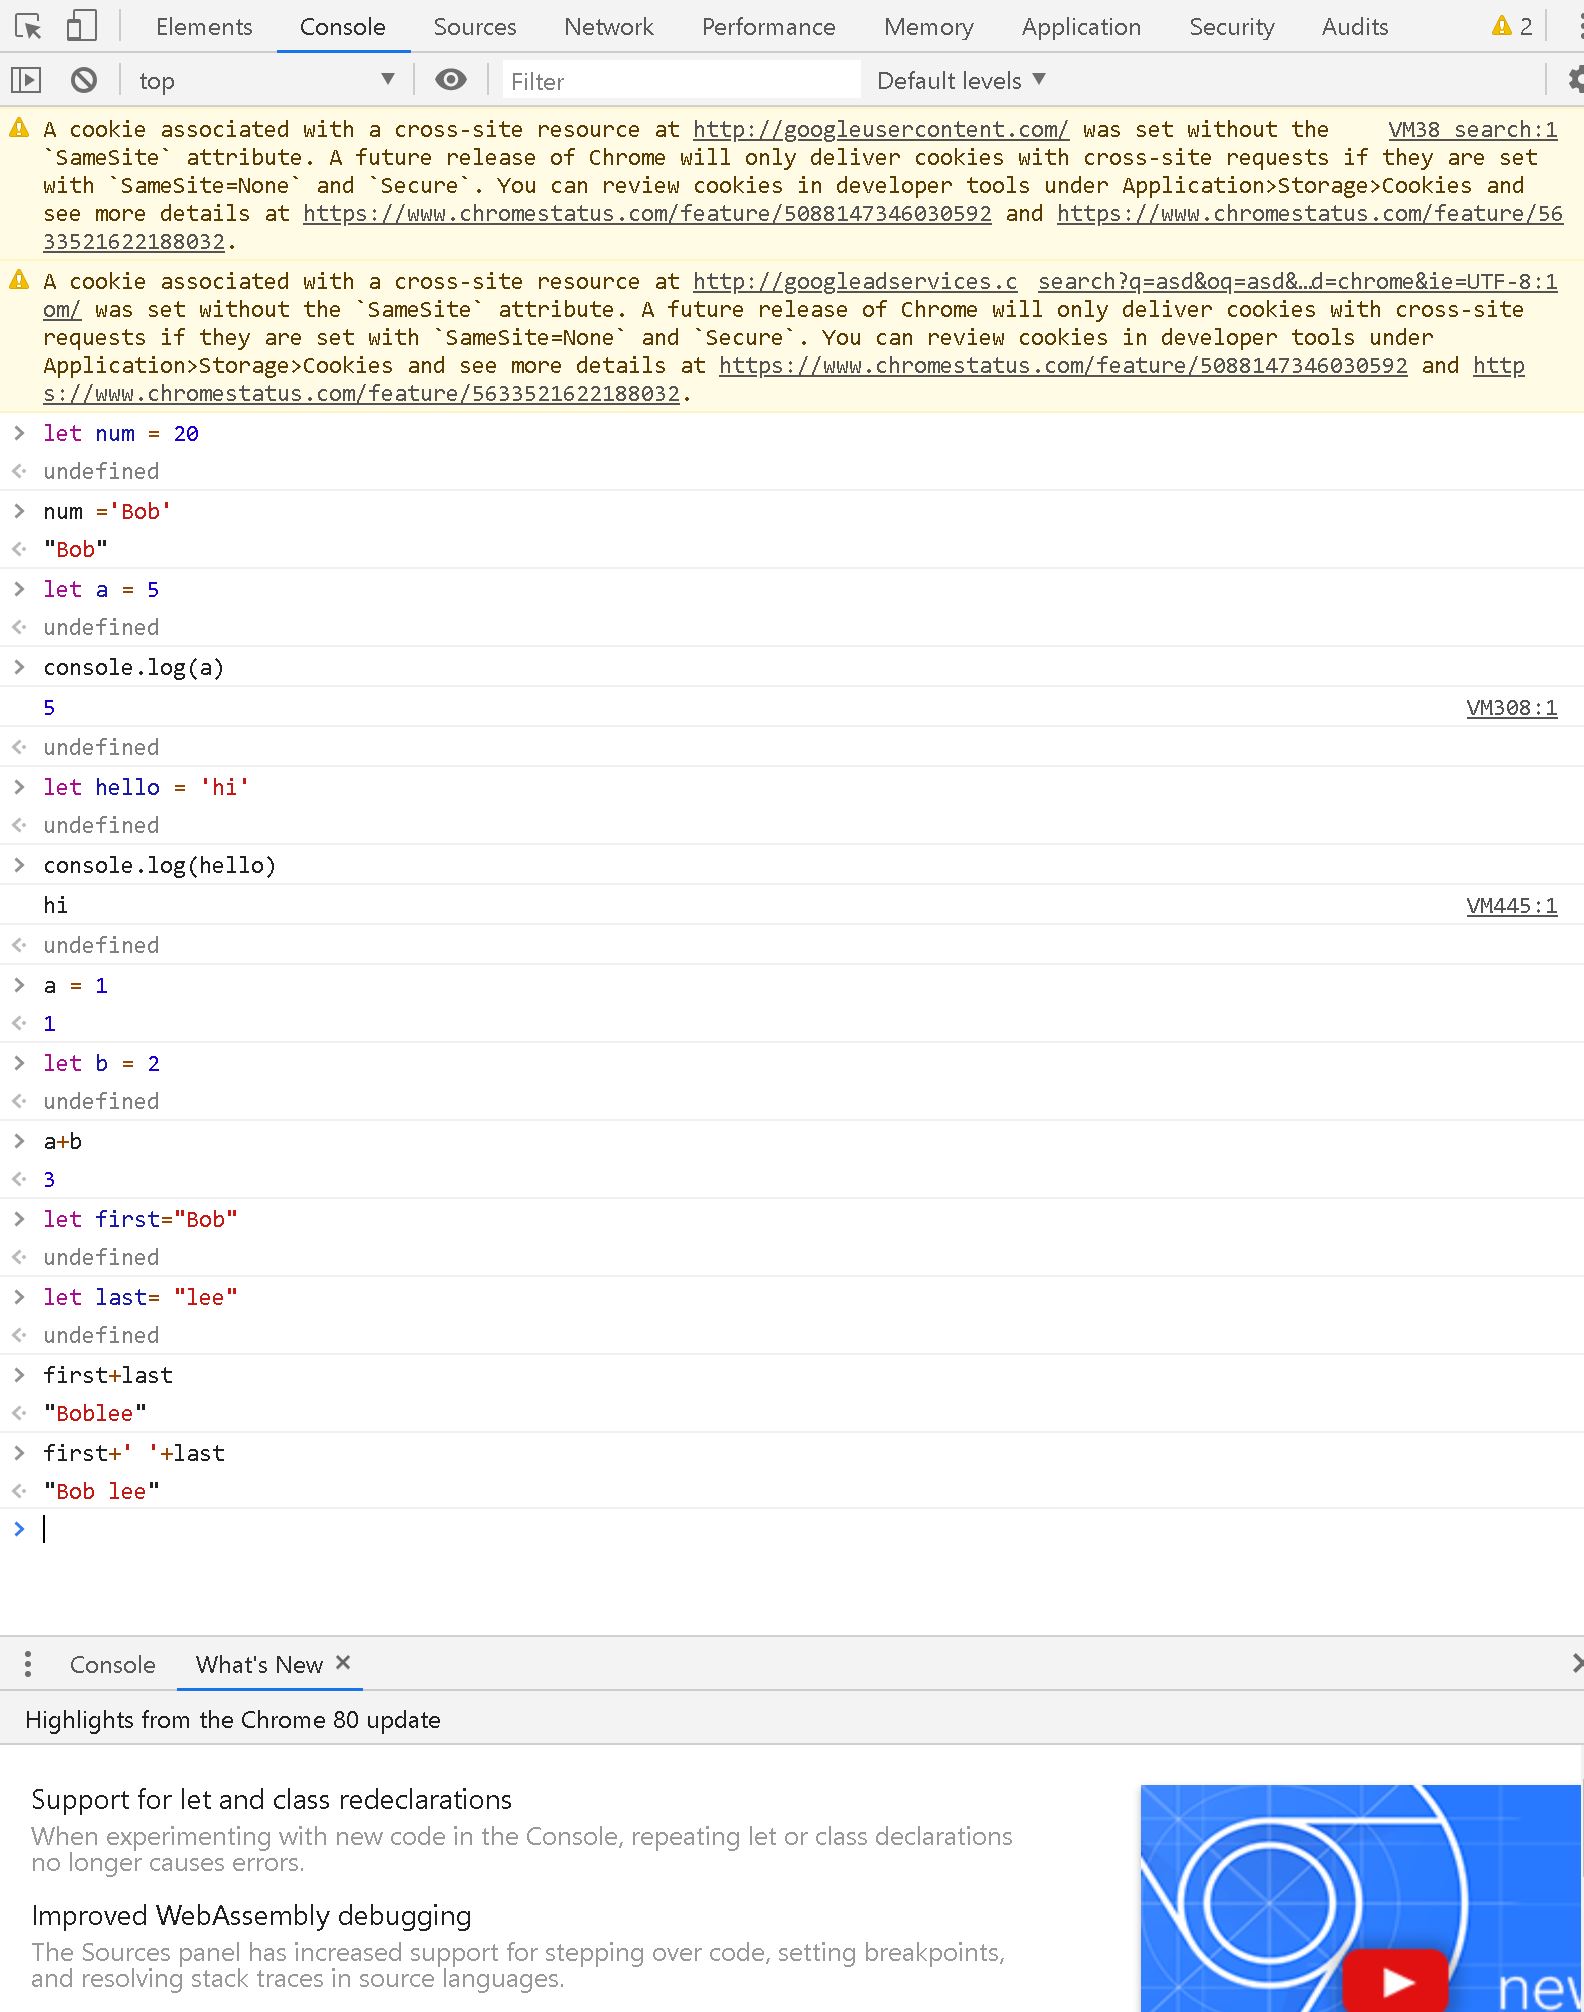 Elements Console Sources Network Performance Memory Application Security Audits 2
top Filter Default levels
A cookie associated with a cross-site resource at http://googleusercontent.com/ was set without the VM38 search:1
`SameSite` attribute. A future release of Chrome will only deliver cookies with cross-site requests if they are set
with `SameSite=None` and `Secure`. You can review cookies in developer tools under Application>Storage>Cookies and
see more details at https://www.chromestatus.com/feature/5088147346030592 and https://www.chromestatus.com/feature/56
33521622188032.
A cookie associated with a cross-site resource at http://googleadservices.c search?q=asd&oq=asd&…d=chrome&ie=UTF-8:1
om/ was set without the `SameSite` attribute. A future release of Chrome will only deliver cookies with cross-site
requests if they are set with `SameSite=None` and `Secure`. You can review cookies in developer tools under
Application>Storage>Cookies and see more details at https://www.chromestatus.com/feature/5088147346030592 and http
s://www.chromestatus.com/feature/5633521622188032.
> let num = 20
undefined
> num ='Bob'
"Bob"
> let a = 5
undefined
> console.log(a)
5 VM308:1
undefined
> let hello = 'hi'
undefined
> console.log(hello)
hi VM445:1
undefined
> a = 1
1
> let b = 2
undefined
> a+b
3
> let first="Bob"
undefined
> let last= "lee"
undefined
> first+last
"Boblee"
> first+' '+last
"Bob lee"
>
Console What's New ×
Highlights from the Chrome 80 update
Support for let and class redeclarations
When experimenting with new code in the Console, repeating let or class declarations
no longer causes errors.
Improved WebAssembly debugging
The Sources panel has increased support for stepping over code, setting breakpoints,
and resolving stack traces in source languages.